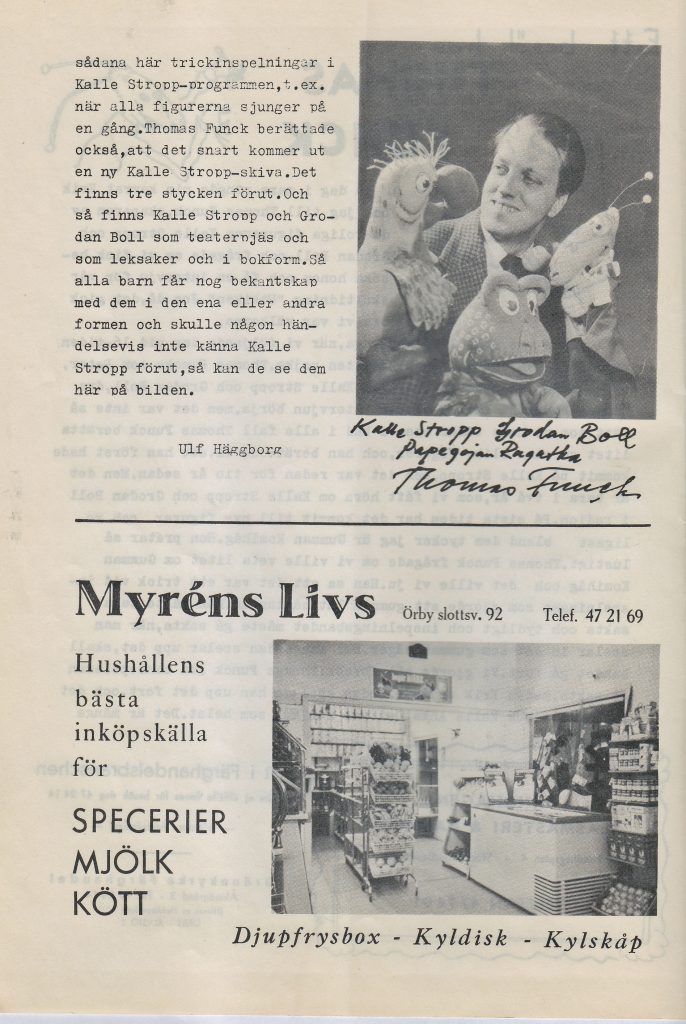 sådana här trickinspelningar i
Kalle Stropp-programmen,t.ex.
när alla figurerna sjunger på
en gång.Thomas Funck berättade
också,att det snart kommer ut
en ny Kalle Stropp-skiva.Det
finns tre stycken förut.Och
så finns Kalle Stropp och Gro-
dan Boll som teaternjäs och
som leksaker och i bokform.Så
alla barn får nog bekantskap
med dem i den ena eller andra
formen och skulle någon hän-
delsevis inte känna Kalle
Stropp förut,så kan de se dem
här på bilden.
Ulf Häggborg
Kalle Stropp Grodan Boll
Papegojan Ragatha
Thomas Funck
Myréns Livs Örby slottsv. 92 Telef. 47 21 69
Hushållens
bästa
inköpskälla
för
SPECERIER
MJÖLK
KÖTT
Djupfrysbox - Kyldisk - Kylskåp